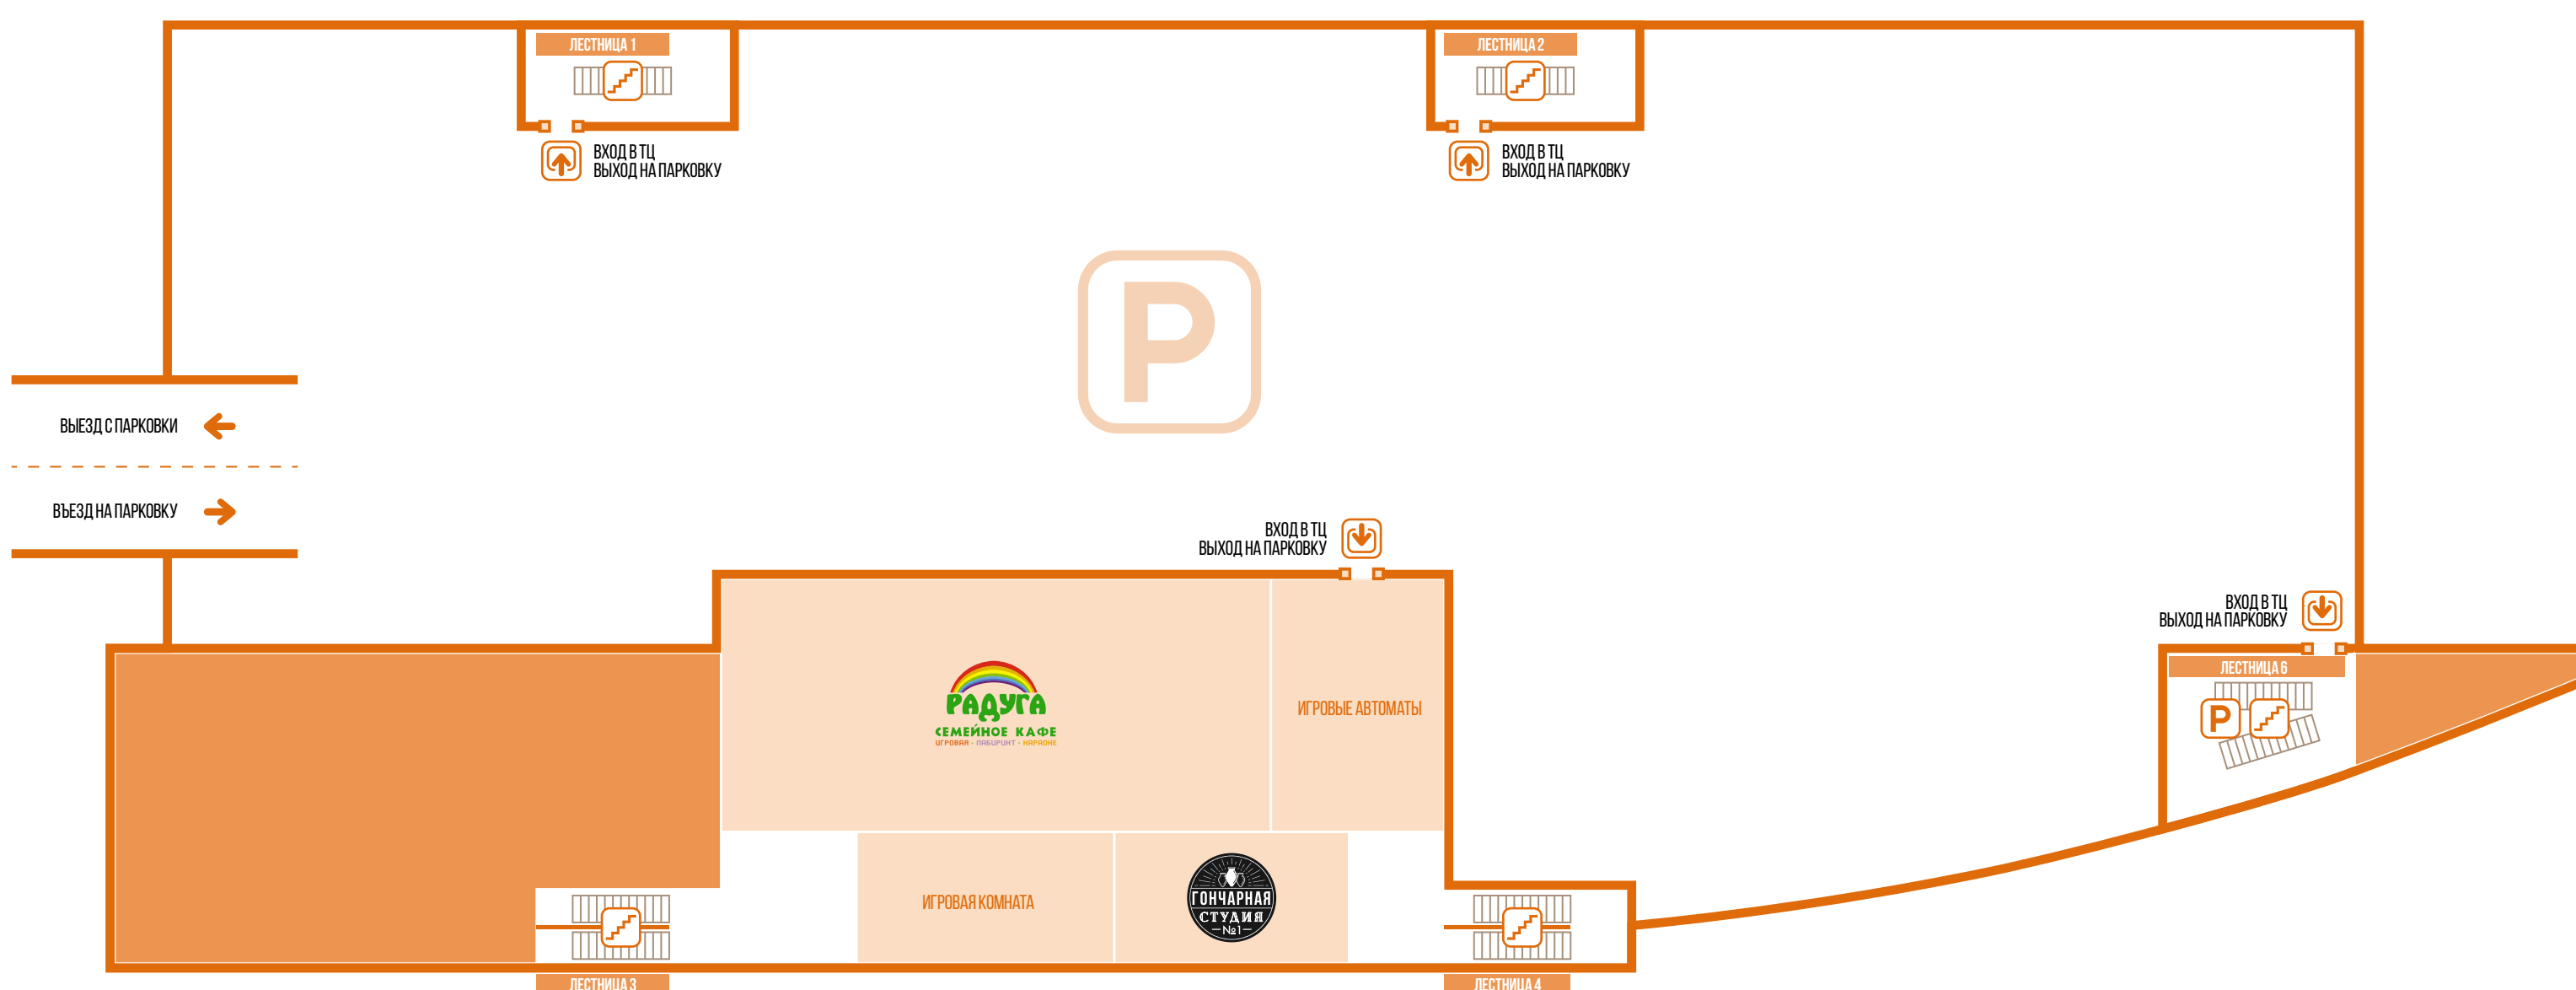 ЛЕСТНИЦА 1
ЛЕСТНИЦА 2
ВХОД В ТЦ
ВЫХОД НА ПАРКОВКУ
ВХОД В ТЦ
ВЫХОД НА ПАРКОВКУ
P
ВЫЕЗД С ПАРКОВКИ
ВЪЕЗД НА ПАРКОВКУ
ВХОД В ТЦ
ВЫХОД НА ПАРКОВКУ
ВХОД В ТЦ
ВЫХОД НА ПАРКОВКУ
ЛЕСТНИЦА 6
P
РАДУГА
СЕМЕЙНОЕ КАФЕ
ИГРОВАЯ · ЛАБИРИНТ · КАРАОКЕ
ИГРОВЫЕ АВТОМАТЫ
ИГРОВАЯ КОМНАТА
ГОНЧАРНАЯ
СТУДИЯ
№1
ЛЕСТНИЦА 3
ЛЕСТНИЦА 4